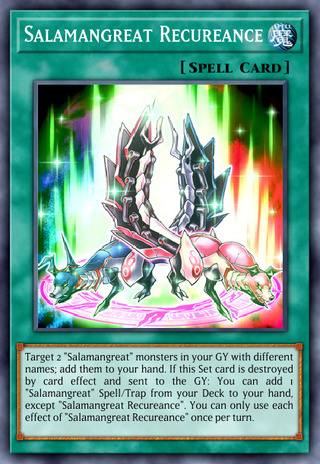 Salamangreat Recureance
魔
[Spell Card]
Target 2 "Salamangreat" monsters in your GY with different
names; add them to your hand. If this Set card is destroyed
by card effect and sent to the GY: You can add 1
"Salamangreat" Spell/Trap from your Deck to your hand,
except "Salamangreat Recureance". You can only use each
effect of "Salamangreat Recureance" once per turn.